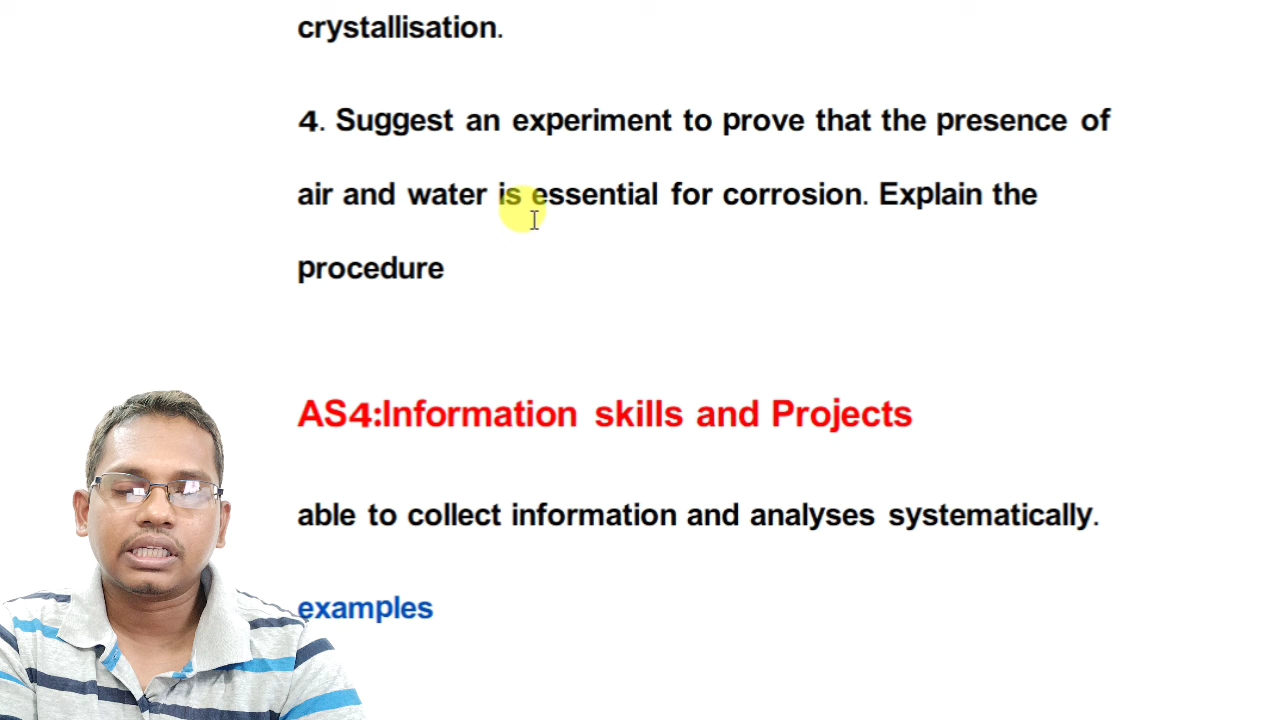 crystallisation.
4. Suggest an experiment to prove that the presence of
air and water is essential for corrosion. Explain the
procedure
AS4:Information skills and Projects
able to collect information and analyses systematically.
examples